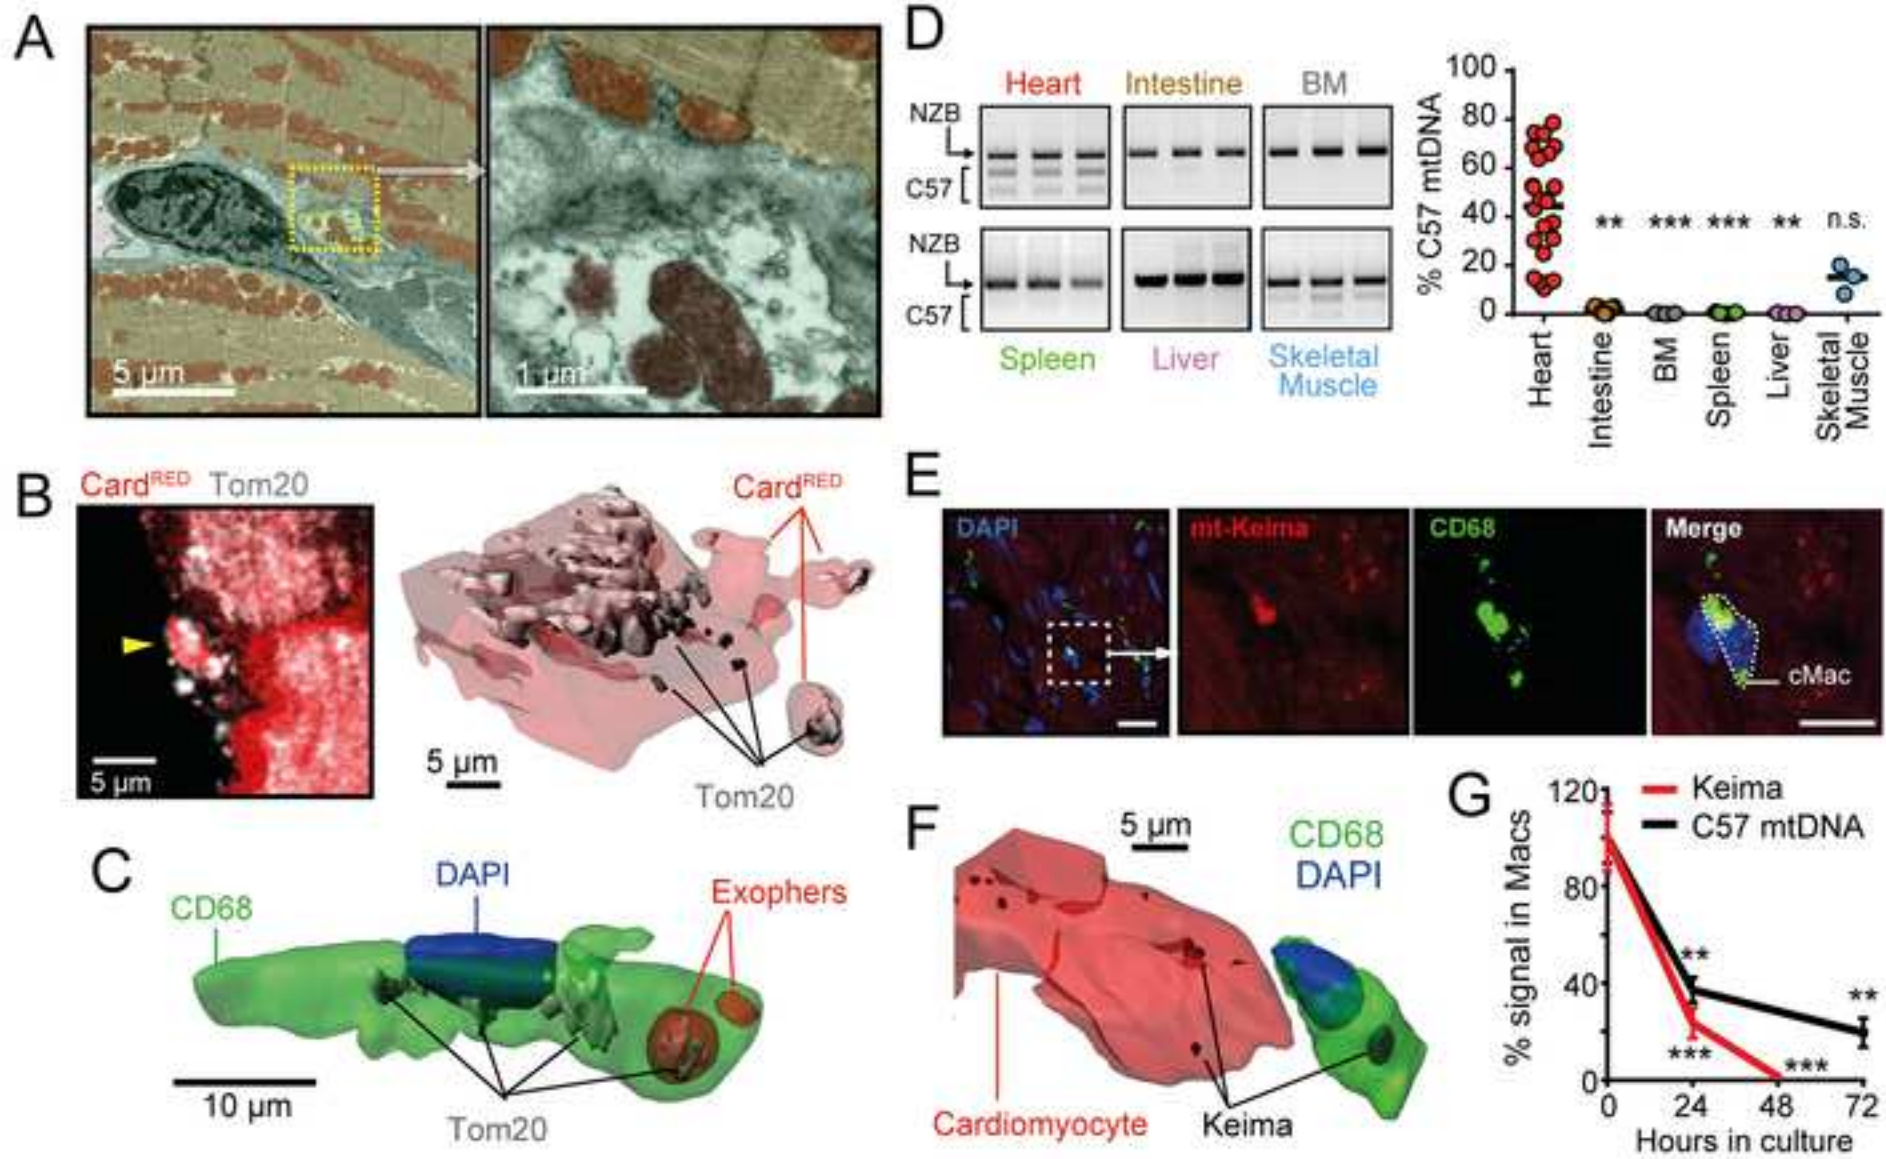 A
5 µm
1 µm
B
Card^RED Tom20
5 µm
Card^RED
5 µm
Tom20
C
CD68
DAPI
Exophers
10 µm
Tom20
D
Heart
Intestine
BM
NZB
C57
NZB
C57
Spleen
Liver
Skeletal
Muscle
% C57 mtDNA
100
80
60
40
20
0
** *** *** ** n.s.
Heart
Intestine
BM
Spleen
Liver
Skeletal
Muscle
E
DAPI
mt-Keima
CD68
Merge
cMac
F
5 µm
CD68
DAPI
Cardiomyocyte
Keima
G
Keima
C57 mtDNA
% signal in Macs
120
80
40
0
**
***
***
**
0 24 48 72
Hours in culture